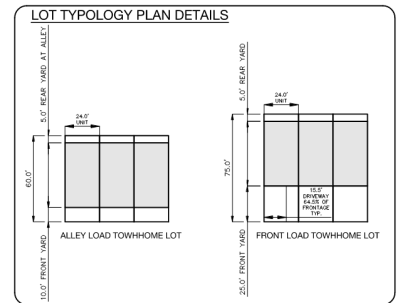 LOT TYPOLOGY PLAN DETAILS
5.0' REAR YARD AT ALLEY
24.0'
UNIT
60.0'
10.0' FRONT YARD
ALLEY LOAD TOWHHOME LOT
5.0' REAR YARD
24.0'
UNIT
75.0'
15.5'
DRIVEWAY
64.5% OF
FRONTAGE
TYP.
25.0' FRONT YARD
FRONT LOAD TOWHHOME LOT